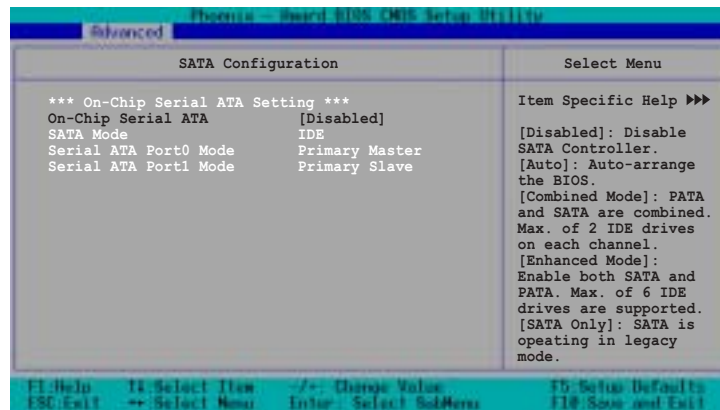 Phoenix - Award BIOS CMOS Setup Utility
Advanced
SATA Configuration
*** On-Chip Serial ATA Setting ***
On-Chip Serial ATA [Disabled]
SATA Mode IDE
Serial ATA Port0 Mode Primary Master
Serial ATA Port1 Mode Primary Slave
Select Menu
Item Specific Help ▶▶▶
[Disabled]: Disable
SATA Controller.
[Auto]: Auto-arrange
the BIOS.
[Combined Mode]: PATA
and SATA are combined.
Max. of 2 IDE drives
on each channel.
[Enhanced Mode]:
Enable both SATA and
PATA. Max. of 6 IDE
drives are supported.
[SATA Only]: SATA is
opeating in legacy
mode.
F1:Help ↑↓:Select Item -/+: Change Value F5:Setup Defaults
ESC:Exit ↔:Select Menu Enter: Select SubMenu F10:Save and Exit